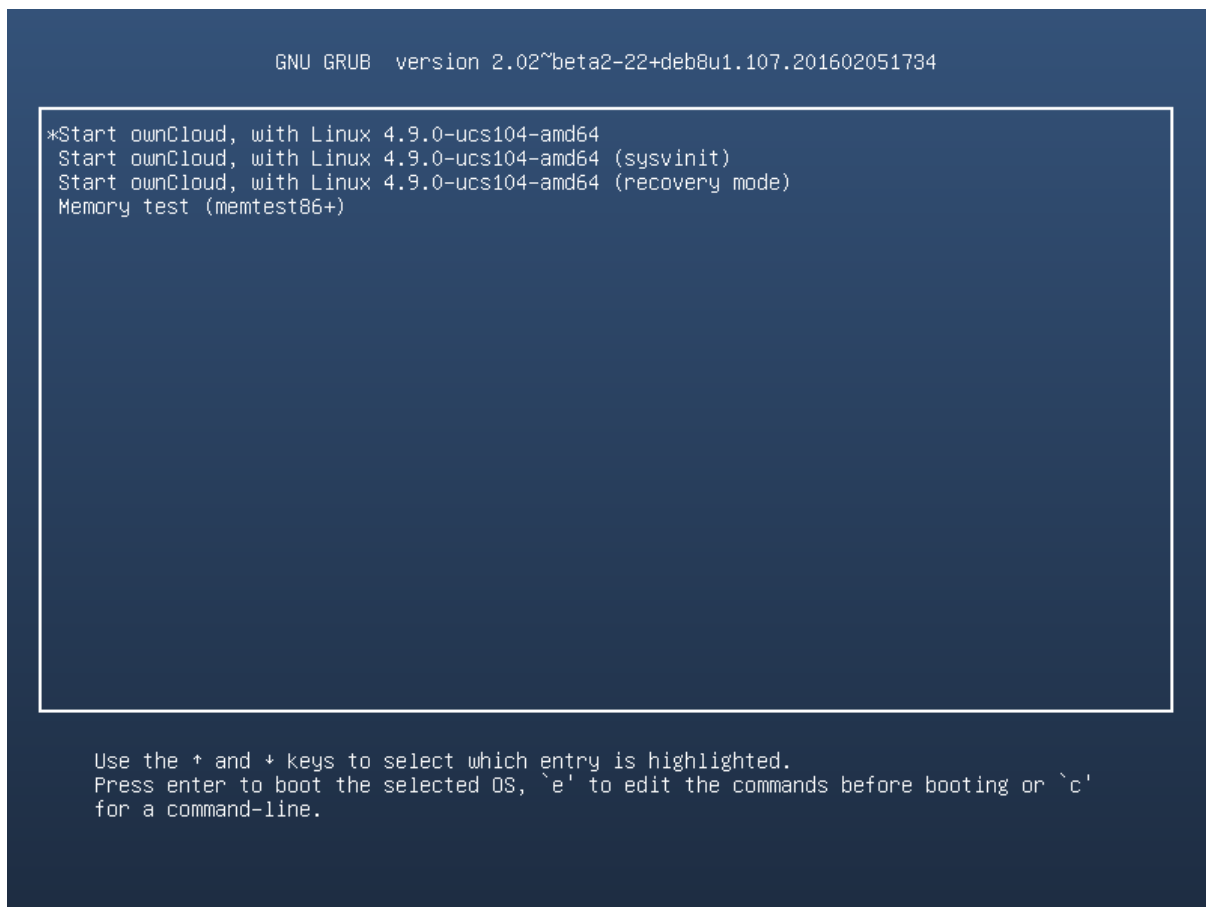 GNU GRUB version 2.02~beta2-22+deb8u1.107.201602051734
*Start ownCloud, with Linux 4.9.0-ucs104-amd64
Start ownCloud, with Linux 4.9.0-ucs104-amd64 (sysvinit)
Start ownCloud, with Linux 4.9.0-ucs104-amd64 (recovery mode)
Memory test (memtest86+)
Use the ↑ and ↓ keys to select which entry is highlighted.
Press enter to boot the selected OS, `e' to edit the commands before booting or `c'
for a command-line.